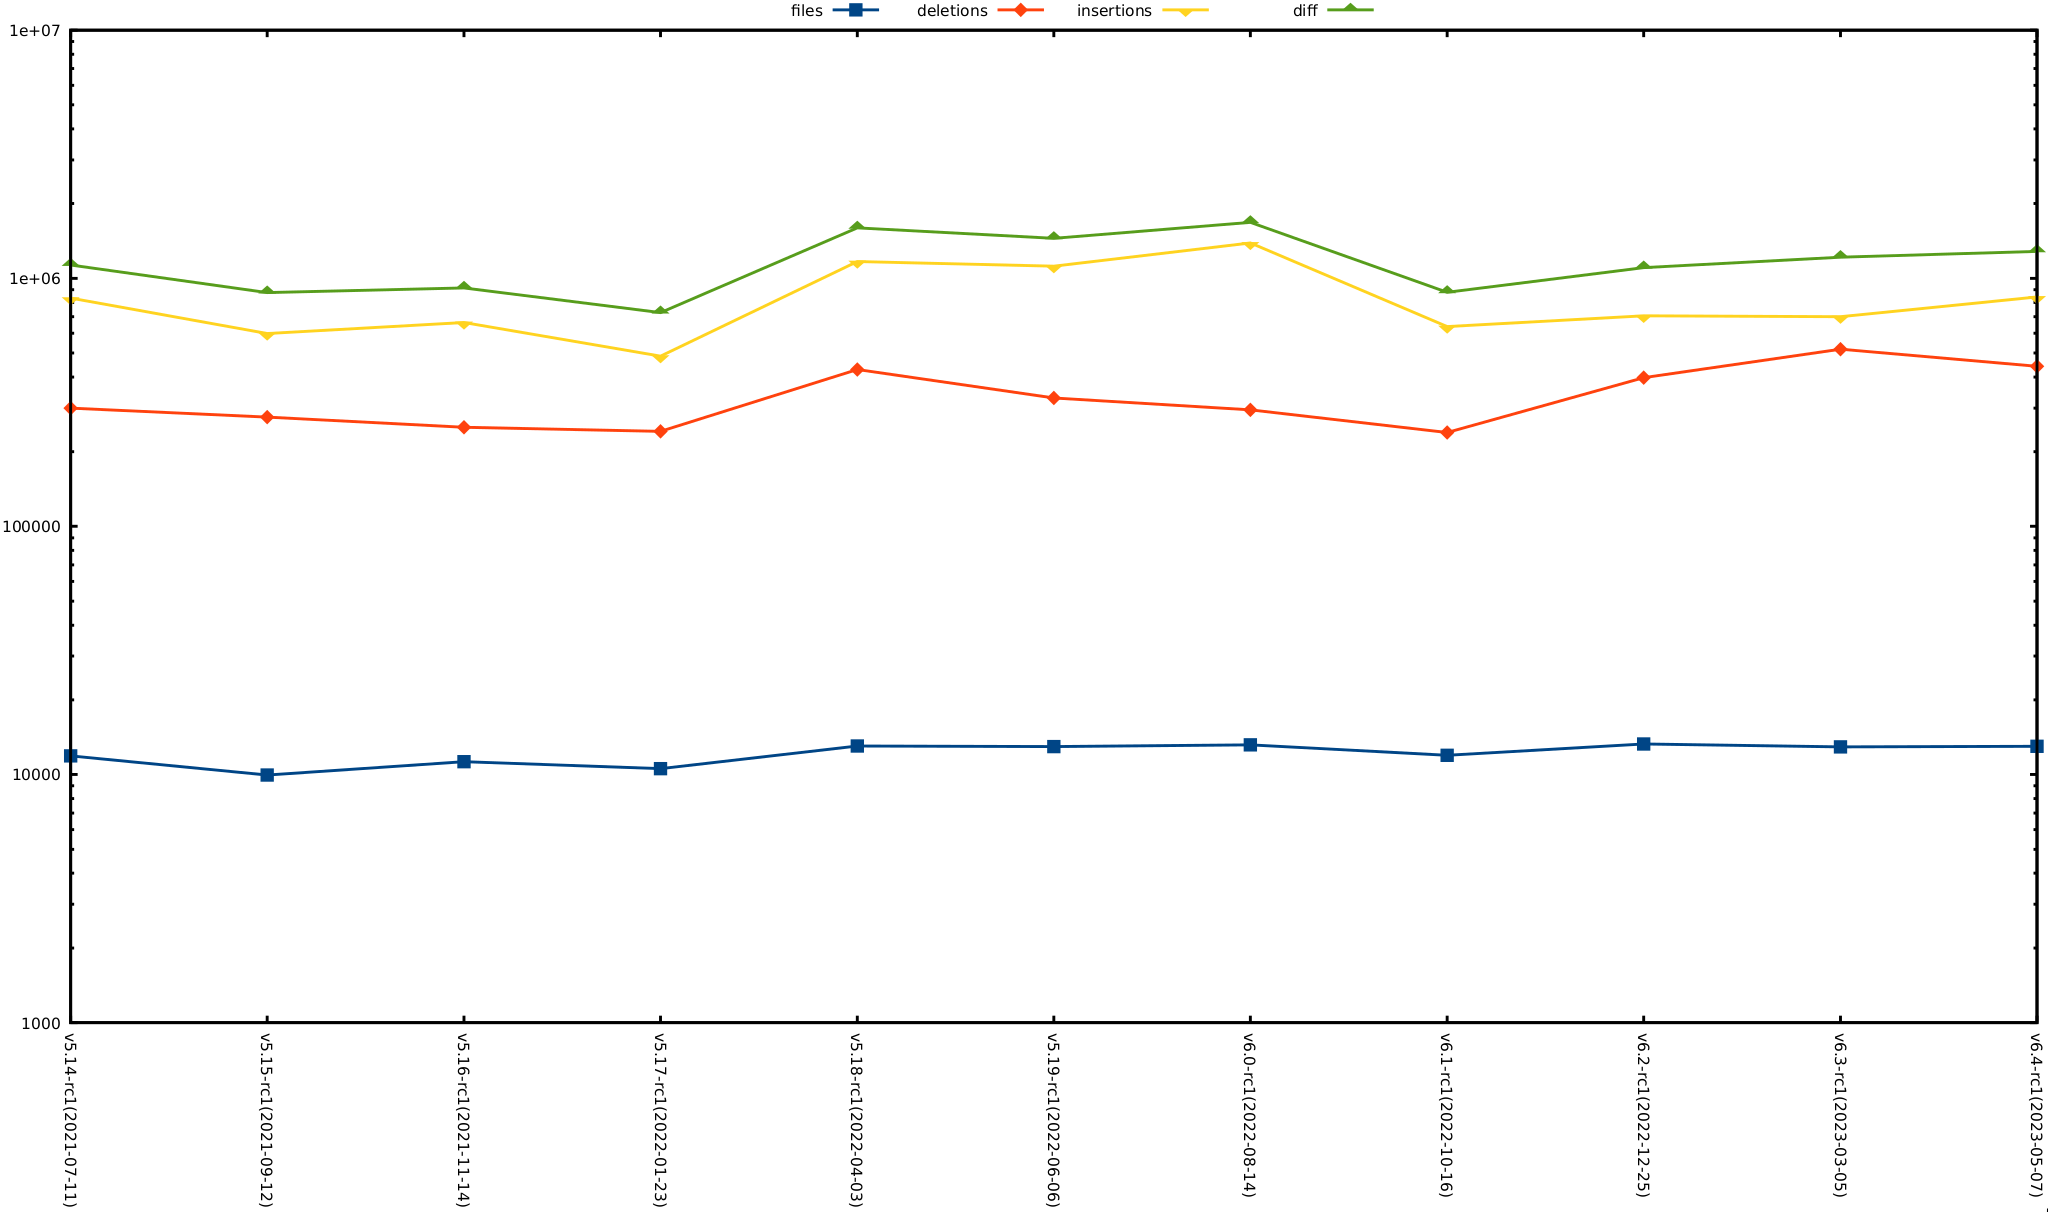 files deletions insertions diff
1e+07
1e+06
100000
10000
1000
v5.14-rc1(2021-07-11)
v5.15-rc1(2021-09-12)
v5.16-rc1(2021-11-14)
v5.17-rc1(2022-01-23)
v5.18-rc1(2022-04-03)
v5.19-rc1(2022-06-06)
v6.0-rc1(2022-08-14)
v6.1-rc1(2022-10-16)
v6.2-rc1(2022-12-25)
v6.3-rc1(2023-03-05)
v6.4-rc1(2023-05-07)